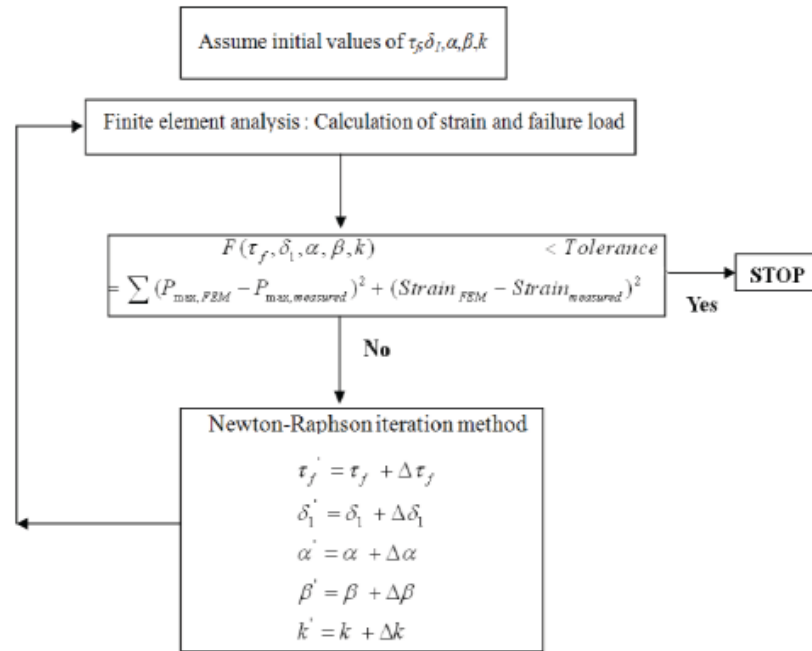 Assume initial values of τf,δ1,α,β,k
Finite element analysis : Calculation of strain and failure load
F(τf, δ1, α, β, k) < Tolerance
= ∑ (Pmax,FEM − Pmax,measured)² + (StrainFEM − Strainmeasured)²
STOP
Yes
No
Newton-Raphson iteration method
τf' = τf + Δτf
δ1' = δ1 + Δδ1
α' = α + Δα
β' = β + Δβ
k' = k + Δk